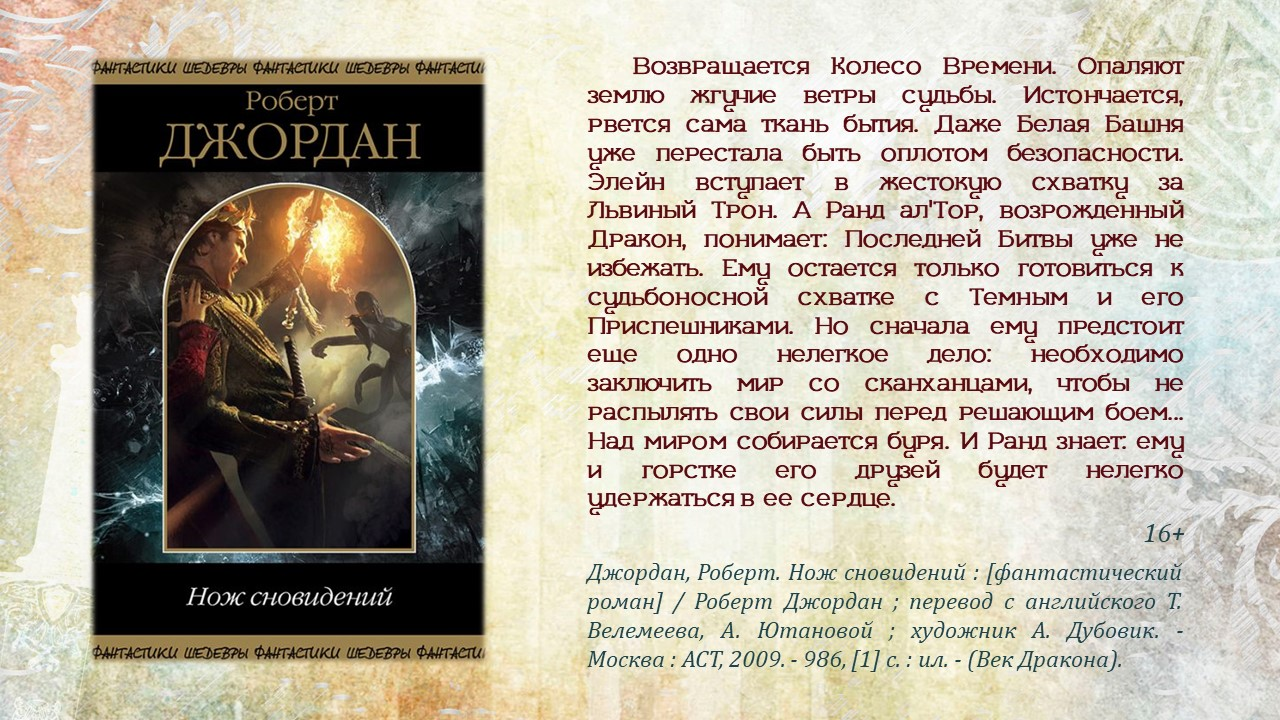 ФАНТАСТИКИ ШЕДЕВРЫ ФАНТАСТИКИ ШЕДЕВРЫ ФАНТАСТИ
Роберт
ДЖОРДАН
Нож сновидений
ФАНТАСТИКИ ШЕДЕВРЫ ФАНТАСТИКИ ШЕДЕВРЫ ФАНТАСТИ
Возвращается Колесо Времени. Опаляют
землю жгучие ветры судьбы. Истончается,
рвется сама ткань бытия. Даже Белая Башня
уже перестала быть оплотом безопасности.
Элейн вступает в жестокую схватку за
Львиный Трон. А Ранд ал'Тор, возрожденный
Дракон, понимает: Последней Битвы уже не
избежать. Ему остается только готовиться к
судьбоносной схватке с Темным и его
Приспешниками. Но сначала ему предстоит
еще одно нелегкое дело: необходимо
заключить мир со сканханцами, чтобы не
распылять свои силы перед решающим боем...
Над миром собирается буря. И Ранд знает: ему
и горстке его друзей будет нелегко
удержаться в ее сердце.
16+
Джордан, Роберт. Нож сновидений : [фантастический
роман] / Роберт Джордан ; перевод с английского Т.
Велемеева, А. Ютановой ; художник А. Дубовик. -
Москва : АСТ, 2009. - 986, [1] с. : ил. - (Век Дракона).